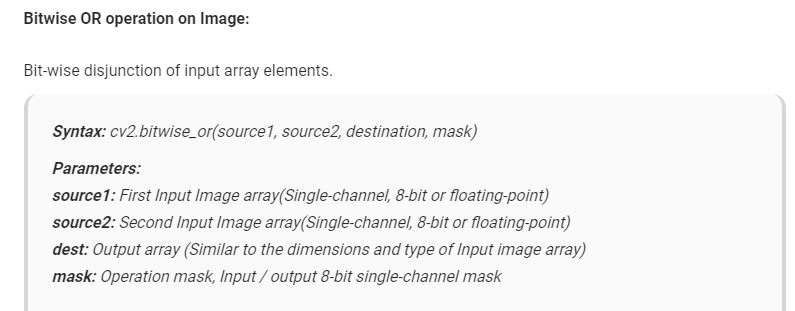 Bitwise OR operation on Image:
Bit-wise disjunction of input array elements.
Syntax: cv2.bitwise_or(source1, source2, destination, mask)
Parameters:
source1: First Input Image array(Single-channel, 8-bit or floating-point)
source2: Second Input Image array(Single-channel, 8-bit or floating-point)
dest: Output array (Similar to the dimensions and type of Input image array)
mask: Operation mask, Input / output 8-bit single-channel mask